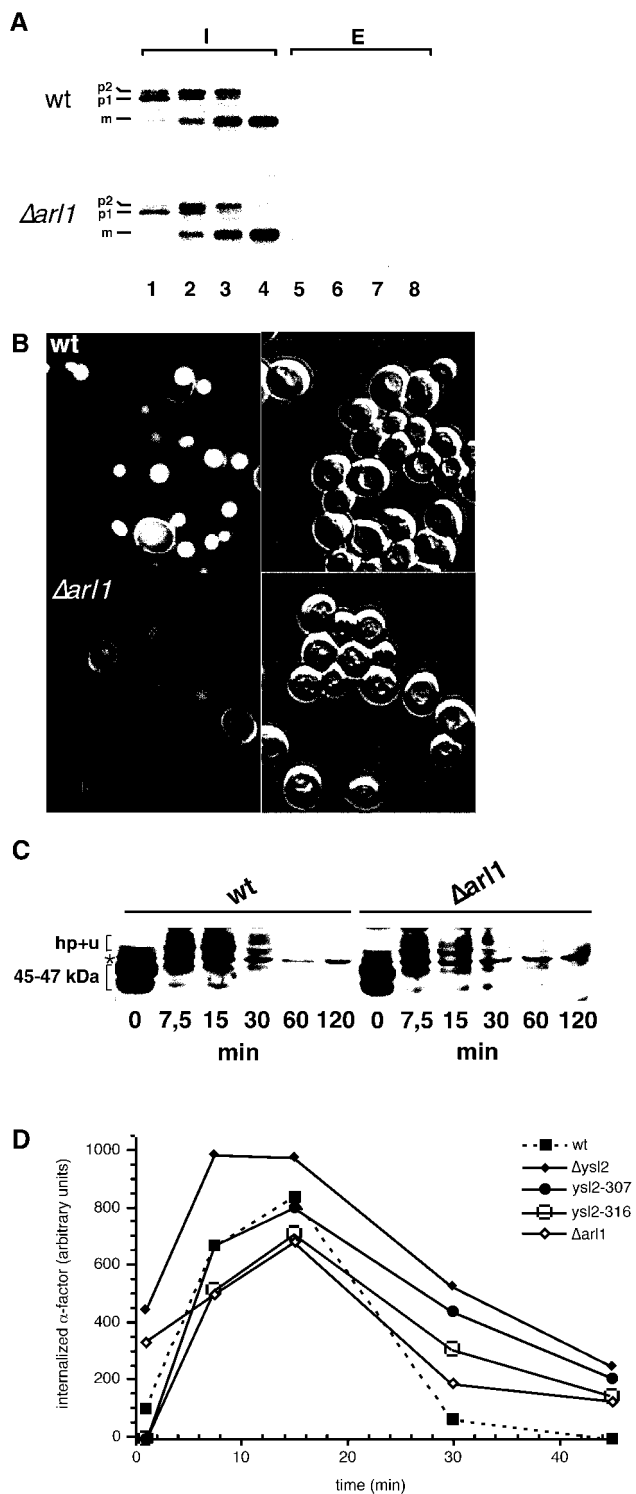 A
I E
wt
p2
p1
m
Δarl1
p2
p1
m
1 2 3 4 5 6 7 8
B
wt
Δarl1
C
wt Δarl1
hp+u
*
45-47 kDa
0 7,5 15 30 60 120 0 7,5 15 30 60 120
min min
D
wt
Δysl2
ysl2-307
ysl2-316
Δarl1
1000
800
600
400
200
0
0 10 20 30 40
internalized α-factor (arbitrary units)
time (min)